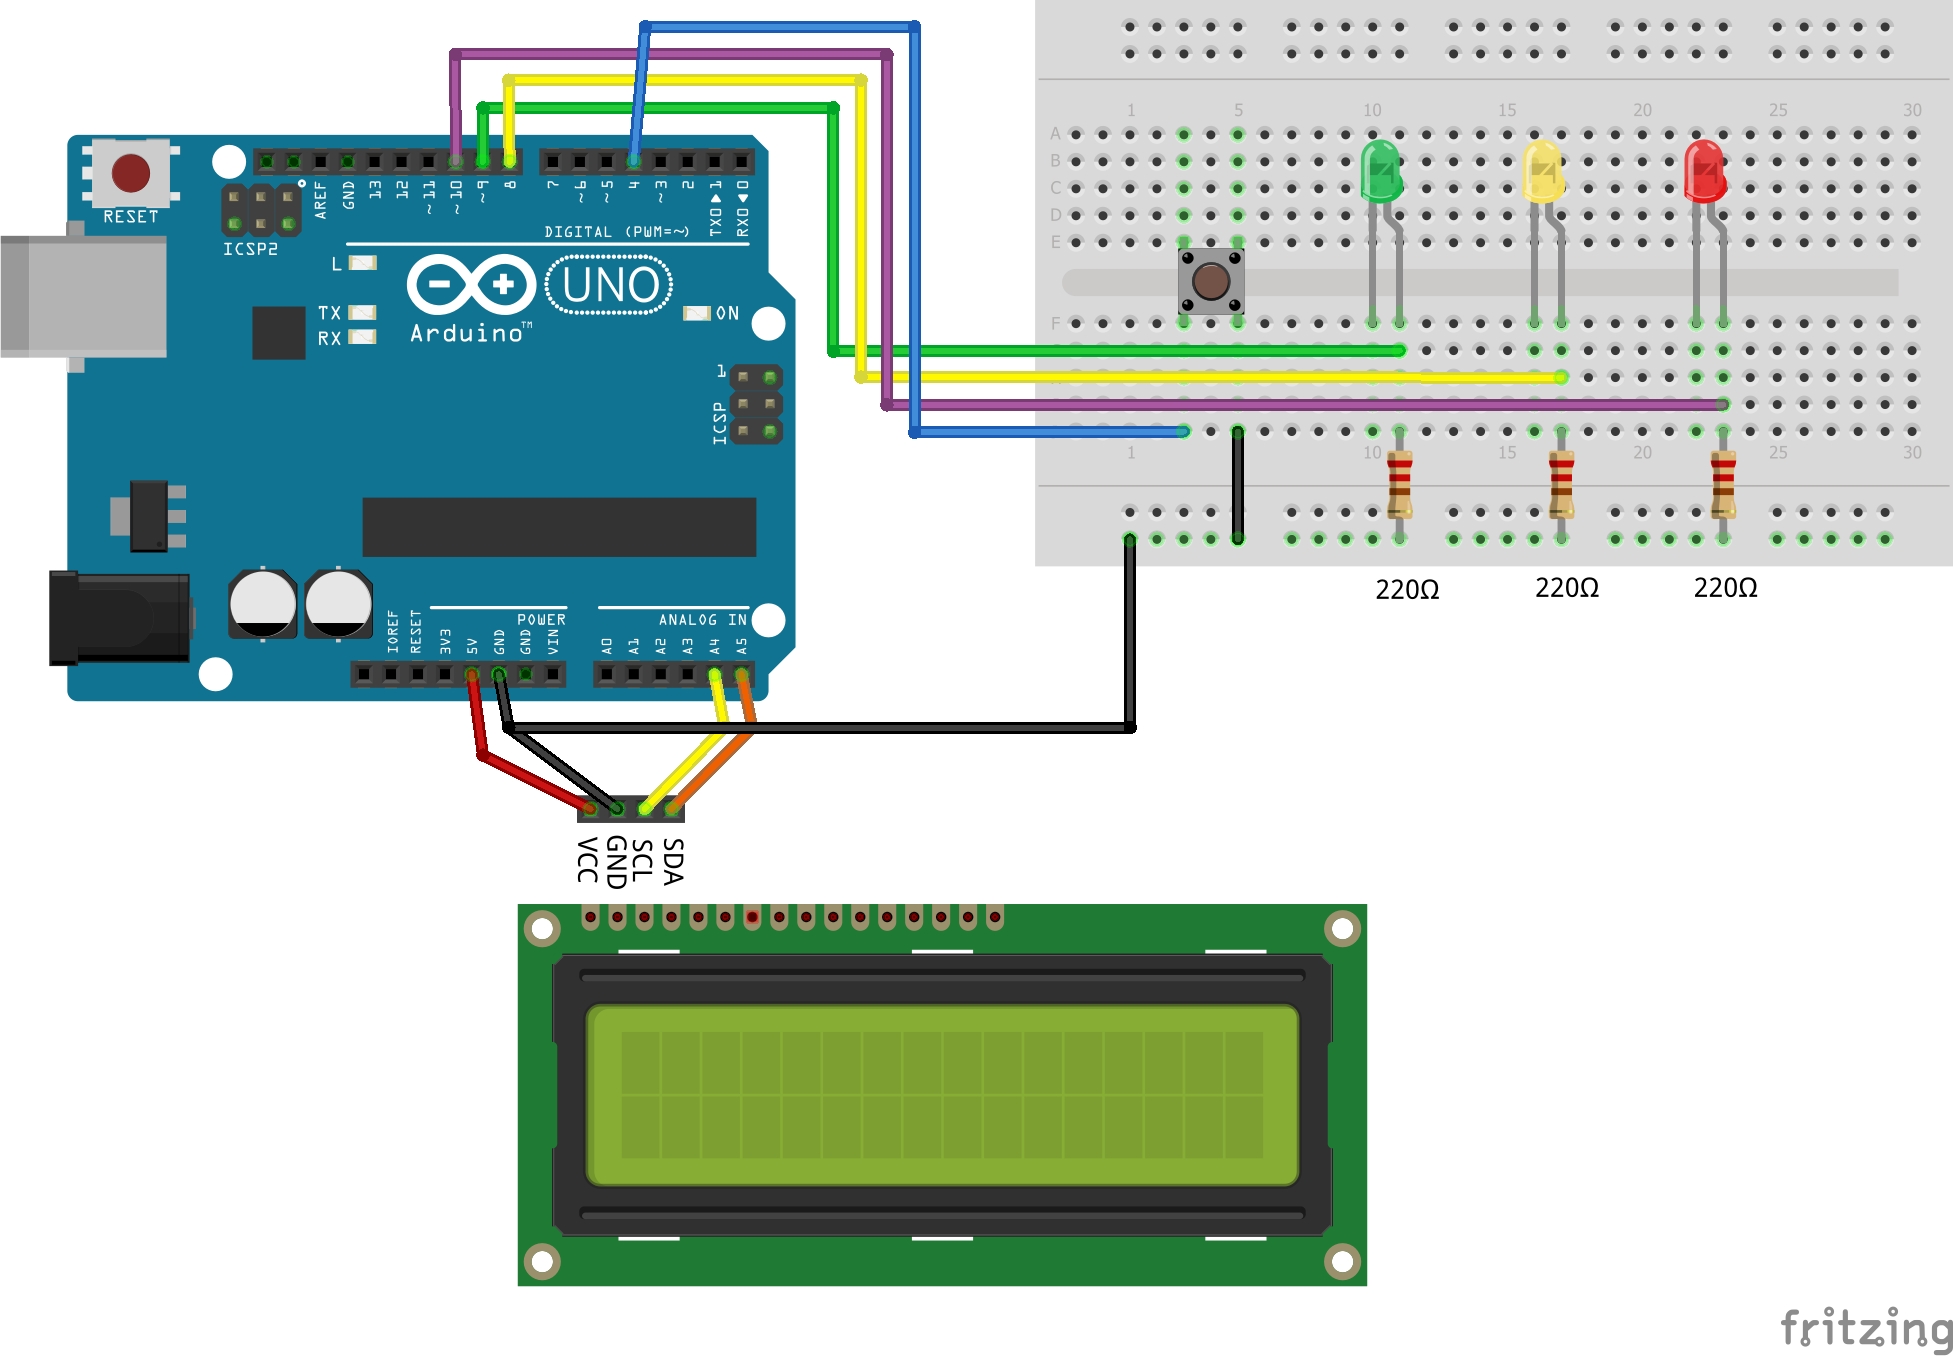 1 5 10 15 20 25 30
A
B
C
D
E
F
1 10 15 20 25 30
220Ω 220Ω 220Ω
RESET
ICSP2
AREF
GND
13
12
~11
~10
~9
8
7
~6
~5
4
~3
2
TX0▶1
RX0◀0
DIGITAL (PWM=~)
L
TX
RX
UNO
ON
Arduino™
1
ICSP
POWER
ANALOG IN
IOREF
RESET
3V3
5V
GND
GND
VIN
A0
A1
A2
A3
A4
A5
VCC
GND
SCL
SDA
fritzing